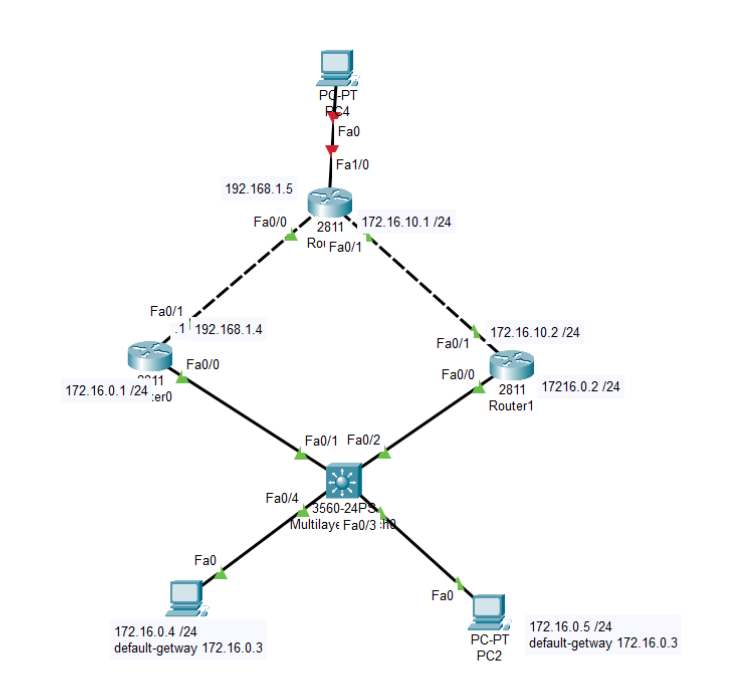 PC-PT
PC4
Fa0
Fa1/0
192.168.1.5
Fa0/0
172.16.10.1 /24
2811
Fa0/1
Fa0/1
.1
192.168.1.4
172.16.10.2 /24
Fa0/1
Fa0/0
Fa0/0
2811
172.16.0.1 /24
17216.0.2 /24
2811
Router1
Fa0/1
Fa0/2
Fa0/4
3560-24PS
Fa0/3
Fa0
Fa0
172.16.0.4 /24
default-getway 172.16.0.3
PC-PT
PC2
172.16.0.5 /24
default-getway 172.16.0.3